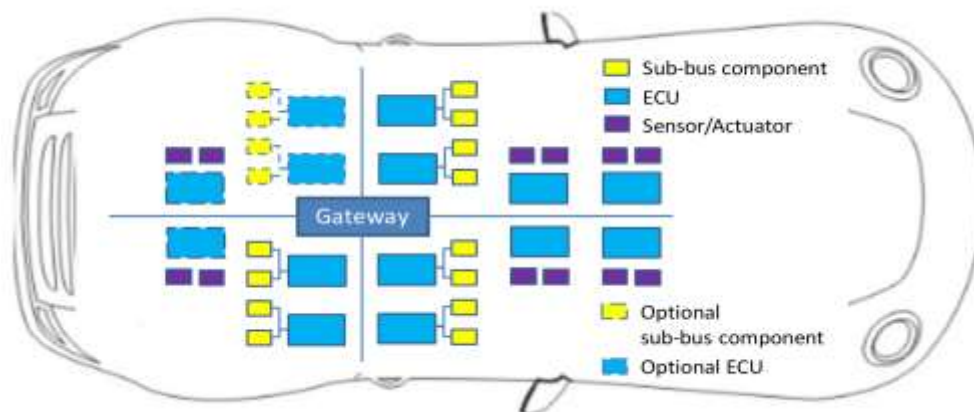 Sub-bus component
ECU
Sensor/Actuator
Gateway
Optional
sub-bus component
Optional ECU